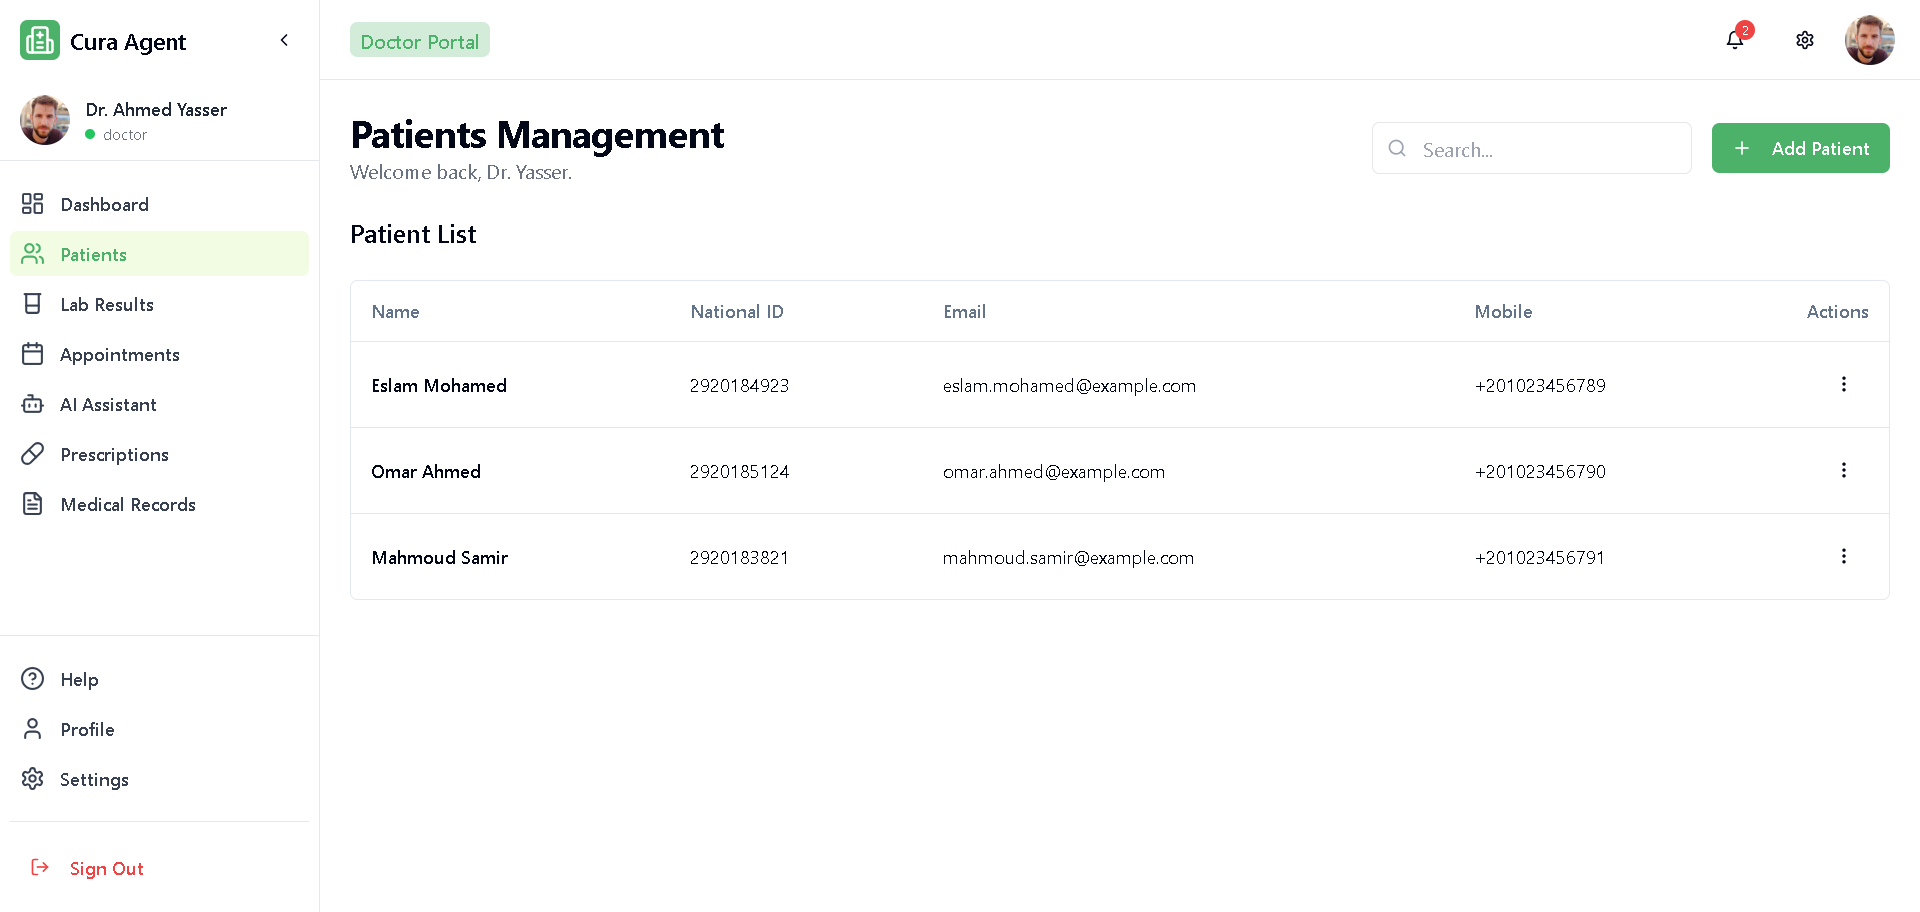 Cura Agent
Dr. Ahmed Yasser
doctor
Dashboard
Patients
Lab Results
Appointments
AI Assistant
Prescriptions
Medical Records
Help
Profile
Settings
Sign Out
Doctor Portal
2
Patients Management
Welcome back, Dr. Yasser.
Search...
Add Patient
Patient List
Name National ID Email Mobile Actions
Eslam Mohamed 2920184923 eslam.mohamed@example.com +201023456789
Omar Ahmed 2920185124 omar.ahmed@example.com +201023456790
Mahmoud Samir 2920183821 mahmoud.samir@example.com +201023456791